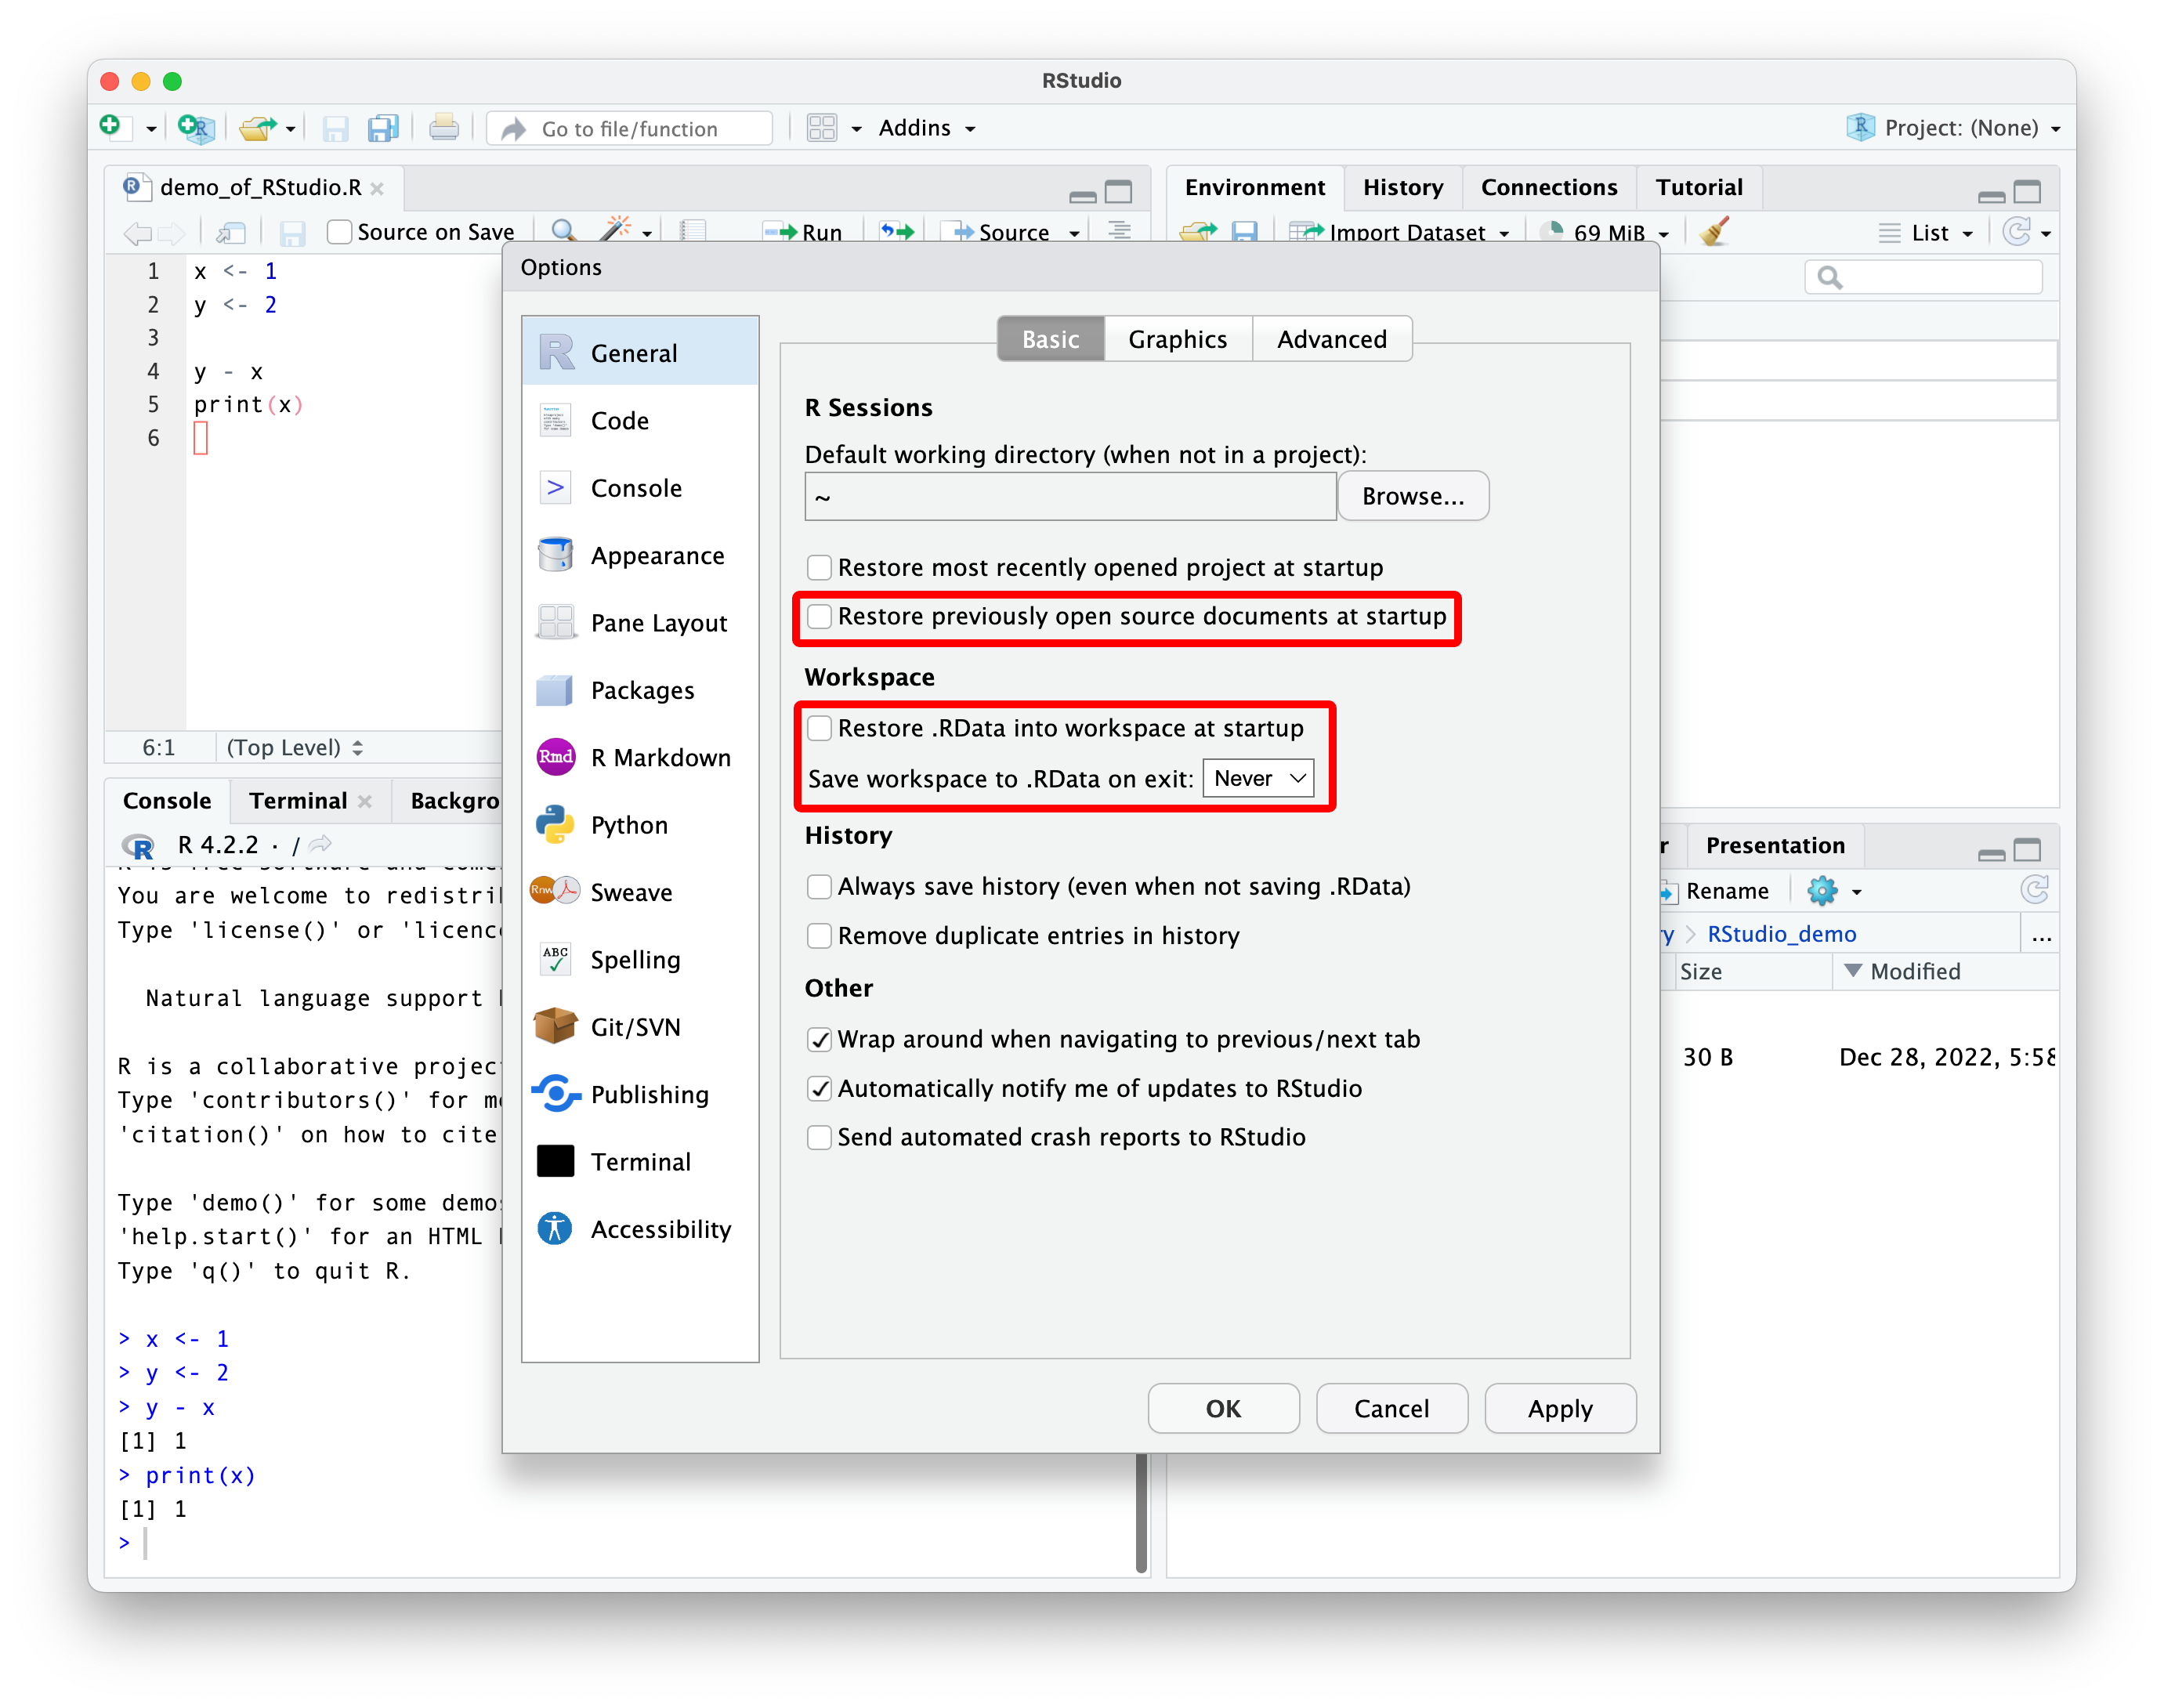 RStudio
Go to file/function
Addins
Project: (None)
demo_of_RStudio.R
Source on Save
Run
Source
1 x <- 1
2 y <- 2
3
4 y - x
5 print(x)
6
6:1 (Top Level)
Environment History Connections Tutorial
Import Dataset 69 MiB List
Options
General
Code
Console
Appearance
Pane Layout
Packages
Rmd R Markdown
Python
Rnw Sweave
ABC Spelling
Git/SVN
Publishing
Terminal
Accessibility
Basic Graphics Advanced
R Sessions
Default working directory (when not in a project):
~ Browse...
Restore most recently opened project at startup
Restore previously open source documents at startup
Workspace
Restore .RData into workspace at startup
Save workspace to .RData on exit: Never
History
Always save history (even when not saving .RData)
Remove duplicate entries in history
Other
Wrap around when navigating to previous/next tab
Automatically notify me of updates to RStudio
Send automated crash reports to RStudio
OK Cancel Apply
Console Terminal Backgro
R 4.2.2 · /
You are welcome to redistri
Type 'license()' or 'licenc
Natural language support
R is a collaborative projec
Type 'contributors()' for m
'citation()' on how to cite
Type 'demo()' for some demo
'help.start()' for an HTML
Type 'q()' to quit R.
> x <- 1
> y <- 2
> y - x
[1] 1
> print(x)
[1] 1
>
r Presentation
Rename
ry RStudio_demo ...
Size Modified
30 B Dec 28, 2022, 5:58